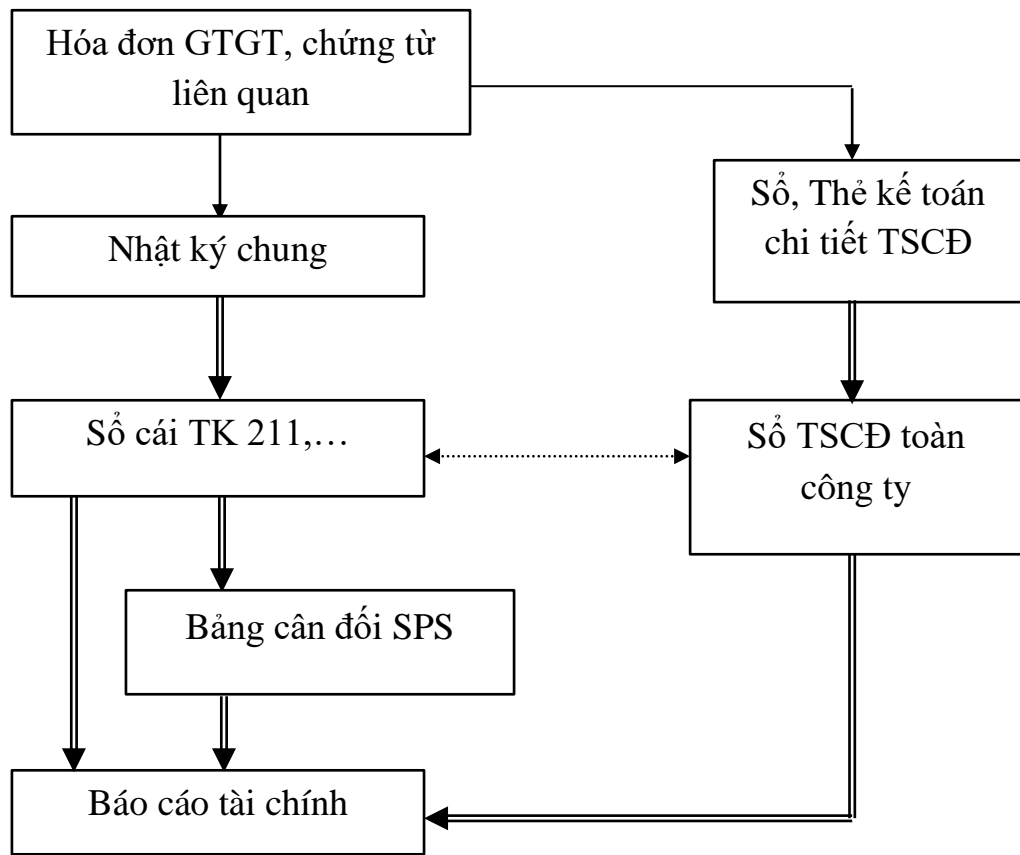 Hóa đơn GTGT, chứng từ
liên quan
Sổ, Thẻ kế toán
chi tiết TSCĐ
Nhật ký chung
Sổ cái TK 211,…
Sổ TSCĐ toàn
công ty
Bảng cân đối SPS
Báo cáo tài chính